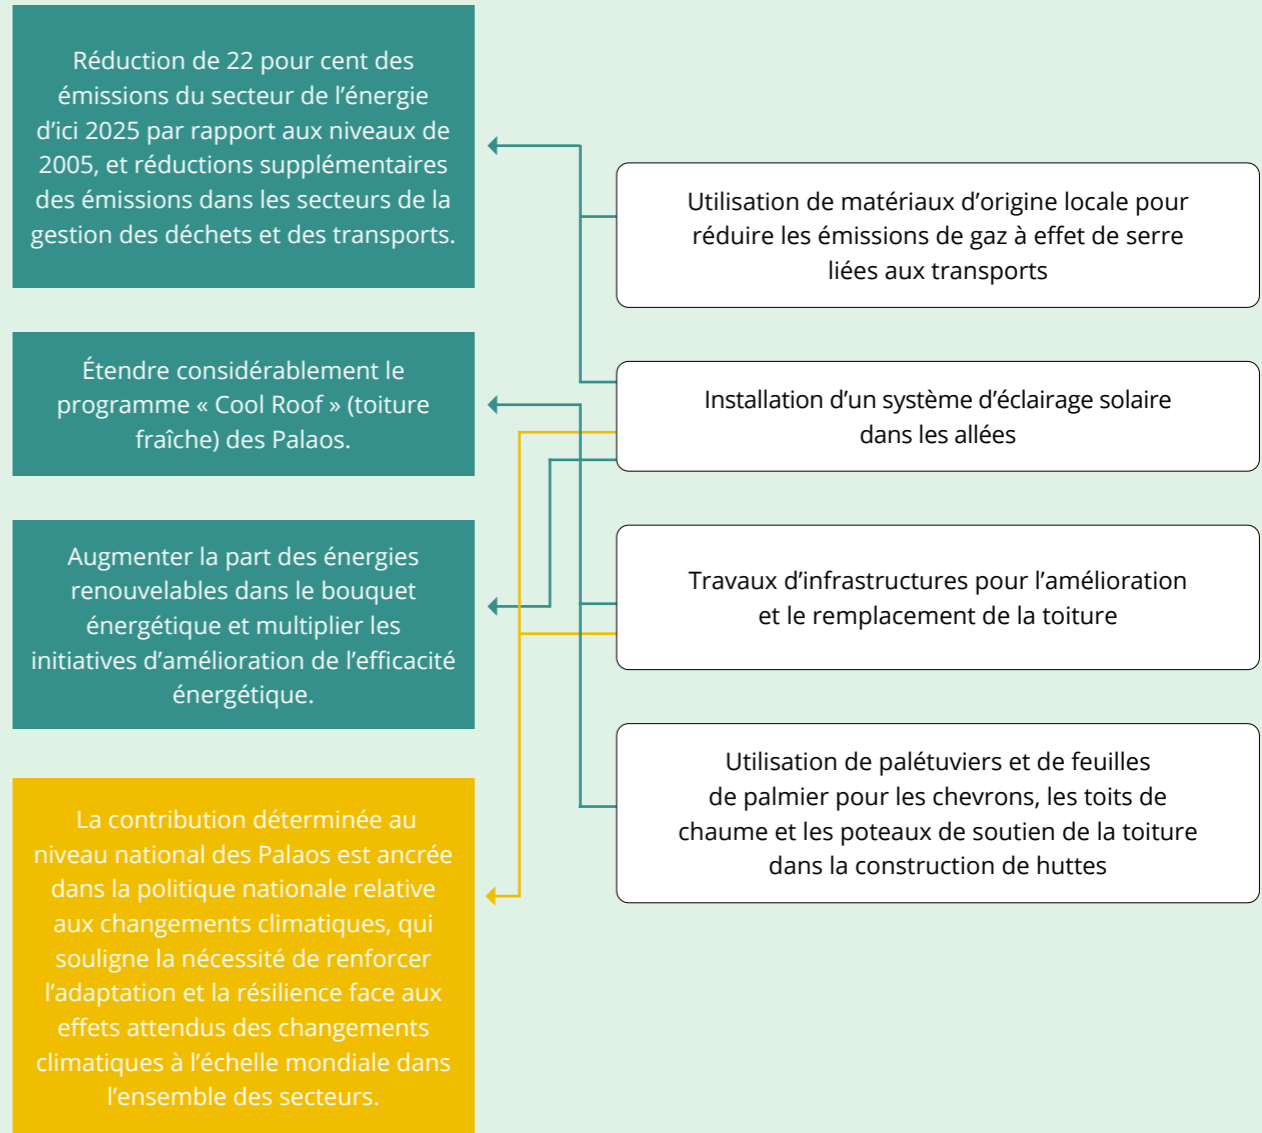 Réduction de 22 pour cent des
émissions du secteur de l’énergie
d’ici 2025 par rapport aux niveaux de
2005, et réductions supplémentaires
des émissions dans les secteurs de la
gestion des déchets et des transports.
Étendre considérablement le
programme « Cool Roof » (toiture
fraîche) des Palaos.
Augmenter la part des énergies
renouvelables dans le bouquet
énergétique et multiplier les
initiatives d’amélioration de l’efficacité
énergétique.
La contribution déterminée au
niveau national des Palaos est ancrée
dans la politique nationale relative
aux changements climatiques, qui
souligne la nécessité de renforcer
l’adaptation et la résilience face aux
effets attendus des changements
climatiques à l’échelle mondiale dans
l’ensemble des secteurs.
Utilisation de matériaux d’origine locale pour
réduire les émissions de gaz à effet de serre
liées aux transports
Installation d’un système d’éclairage solaire
dans les allées
Travaux d’infrastructures pour l’amélioration
et le remplacement de la toiture
Utilisation de palétuviers et de feuilles
de palmier pour les chevrons, les toits de
chaume et les poteaux de soutien de la toiture
dans la construction de huttes